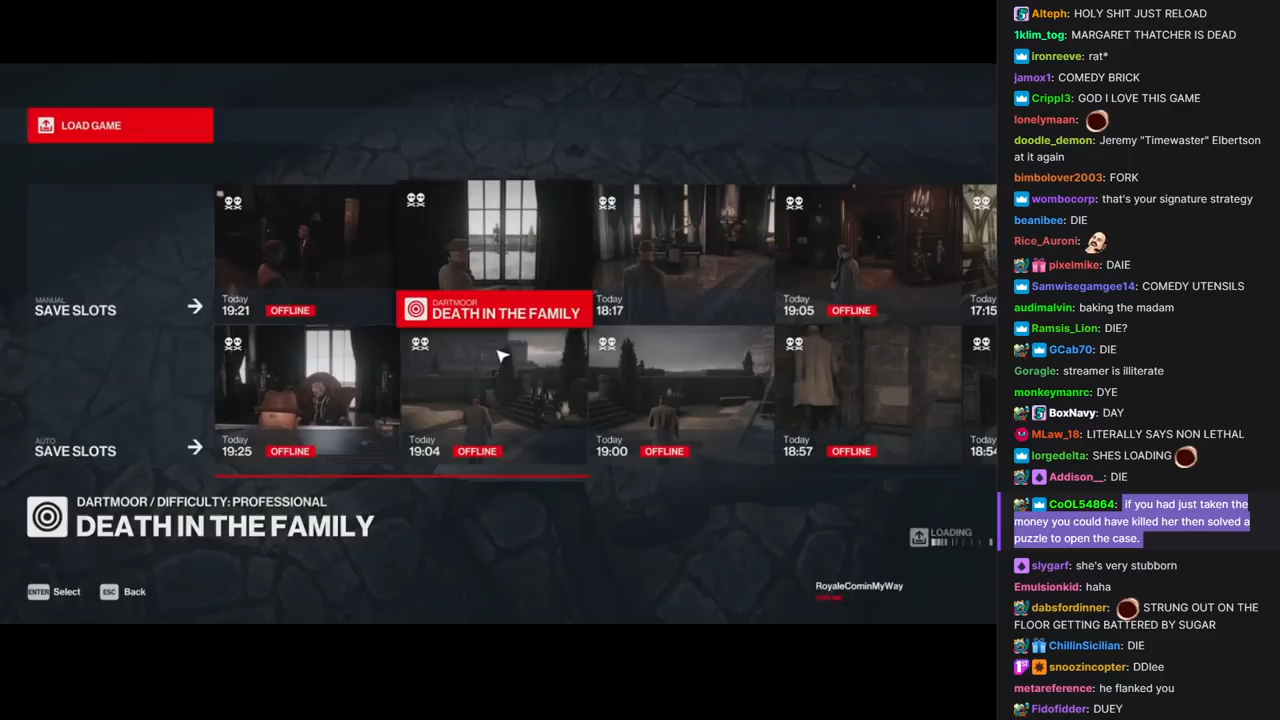 LOAD GAME
MANUAL
SAVE SLOTS
Today
19:21
OFFLINE
DARTMOOR
DEATH IN THE FAMILY
Today
18:17
Today
19:05
OFFLINE
Today
17:15
AUTO
SAVE SLOTS
Today
19:25
OFFLINE
Today
19:04
OFFLINE
Today
19:00
OFFLINE
Today
18:57
OFFLINE
Today
18:54
DARTMOOR / DIFFICULTY: PROFESSIONAL
DEATH IN THE FAMILY
LOADING
ENTER Select
ESC Back
RoyaleCominMyWay
Alteph: HOLY SHIT JUST RELOAD
1klim_tog: MARGARET THATCHER IS DEAD
ironreeve: rat*
jamox1: COMEDY BRICK
Crippl3: GOD I LOVE THIS GAME
lonelymaan:
doodle_demon: Jeremy "Timewaster" Elbertson
at it again
bimbolover2003: FORK
wombocorp: that's your signature strategy
beanibee: DIE
Rice_Auroni:
pixelmike: DAIE
Samwisegamgee14: COMEDY UTENSILS
audimalvin: baking the madam
Ramsis_Lion: DIE?
GCab70: DIE
Goragle: streamer is illiterate
monkeymanrc: DYE
BoxNavy: DAY
MLaw_18: LITERALLY SAYS NON LETHAL
lorgedelta: SHES LOADING
Addison__: DIE
CoOL54864: if you had just taken the
money you could have killed her then solved a
puzzle to open the case.
slygarf: she's very stubborn
Emulsionkid: haha
dabsfordinner: STRUNG OUT ON THE
FLOOR GETTING BATTERED BY SUGAR
ChillinSicilian: DIE
1ST snoozincopter: DDIee
metareference: he flanked you
Fidofidder: DUEY